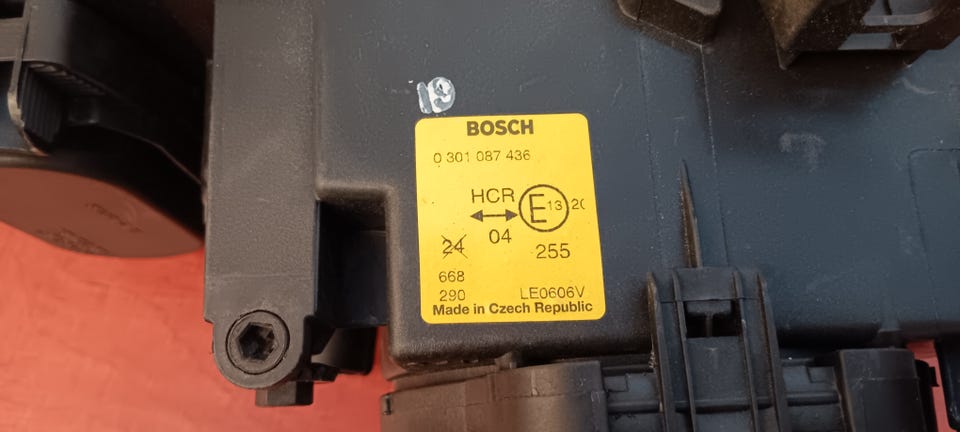 19
BOSCH
0 301 087 436
HCR
E 13 20
04
24
255
668
290 LE0606V
Made in Czech Republic